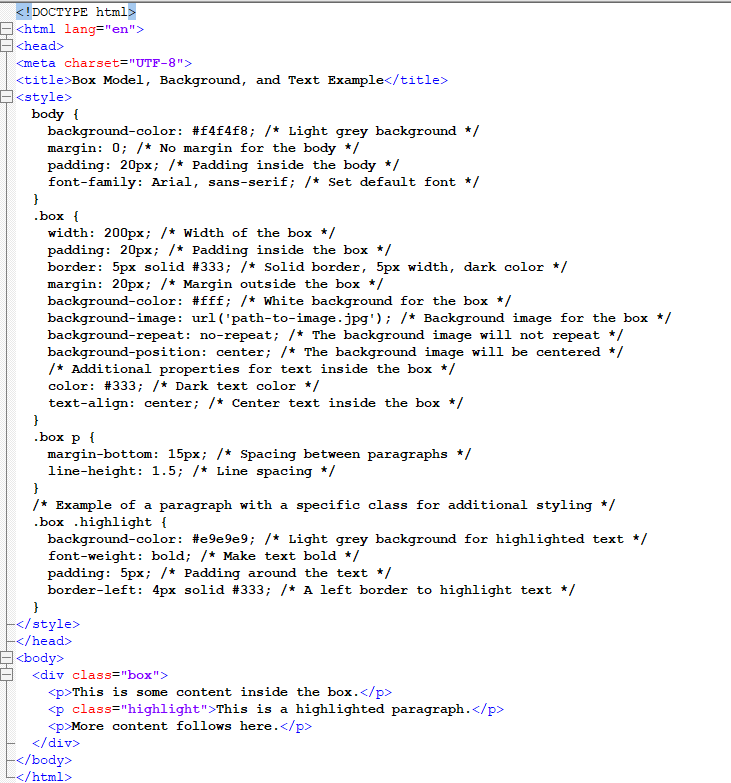 <!DOCTYPE html>
<html lang="en">
<head>
<meta charset="UTF-8">
<title>Box Model, Background, and Text Example</title>
<style>
  body {
    background-color: #f4f4f8; /* Light grey background */
    margin: 0; /* No margin for the body */
    padding: 20px; /* Padding inside the body */
    font-family: Arial, sans-serif; /* Set default font */
  }
  .box {
    width: 200px; /* Width of the box */
    padding: 20px; /* Padding inside the box */
    border: 5px solid #333; /* Solid border, 5px width, dark color */
    margin: 20px; /* Margin outside the box */
    background-color: #fff; /* White background for the box */
    background-image: url('path-to-image.jpg'); /* Background image for the box */
    background-repeat: no-repeat; /* The background image will not repeat */
    background-position: center; /* The background image will be centered */
    /* Additional properties for text inside the box */
    color: #333; /* Dark text color */
    text-align: center; /* Center text inside the box */
  }
  .box p {
    margin-bottom: 15px; /* Spacing between paragraphs */
    line-height: 1.5; /* Line spacing */
  }
  /* Example of a paragraph with a specific class for additional styling */
  .box .highlight {
    background-color: #e9e9e9; /* Light grey background for highlighted text */
    font-weight: bold; /* Make text bold */
    padding: 5px; /* Padding around the text */
    border-left: 4px solid #333; /* A left border to highlight text */
  }
</style>
</head>
<body>
  <div class="box">
    <p>This is some content inside the box.</p>
    <p class="highlight">This is a highlighted paragraph.</p>
    <p>More content follows here.</p>
  </div>
</body>
</html>